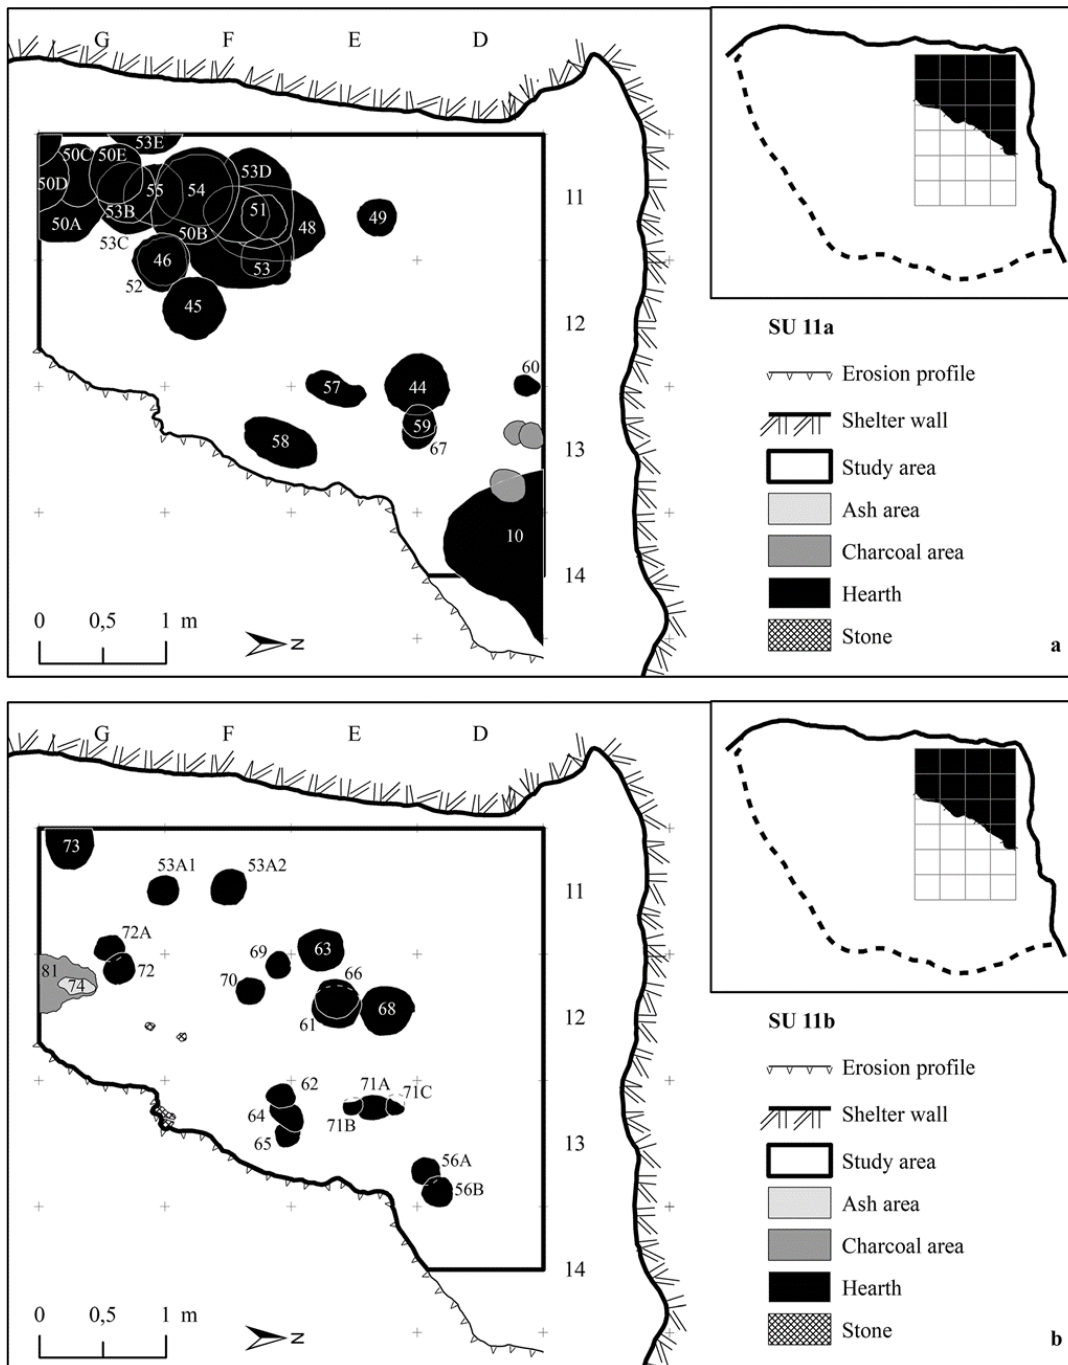 G F E D
53E
50C 50E
53D
50D 55 54 11
51
50A 53B 50B 48 49
53C
46 53
52
45
12
57 44 60
59
58 67 13
10
14
0 0,5 1 m
N
SU 11a
Erosion profile
Shelter wall
Study area
Ash area
Charcoal area
Hearth
Stone
a
G F E D
73
53A1 53A2 11
72A
69 63
81 72 66
74 70
61 68 12
62 71A 71C
64 71B
65 13
56A
56B
14
0 0,5 1 m
N
SU 11b
Erosion profile
Shelter wall
Study area
Ash area
Charcoal area
Hearth
Stone
b